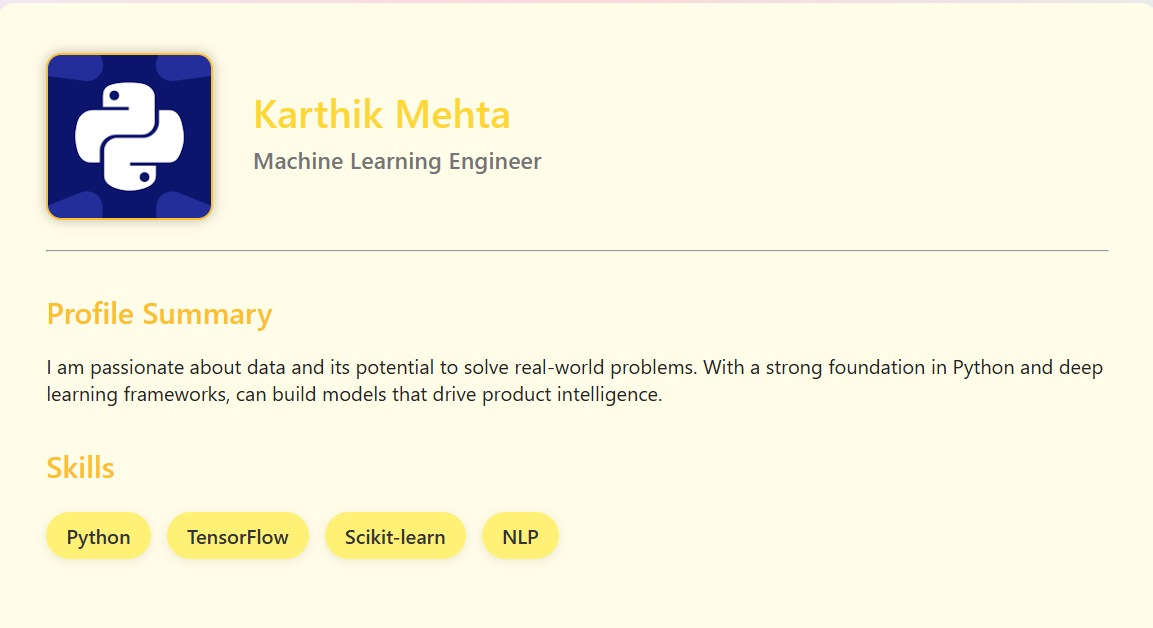 Karthik Mehta
Machine Learning Engineer
Profile Summary
I am passionate about data and its potential to solve real-world problems. With a strong foundation in Python and deep
learning frameworks, can build models that drive product intelligence.
Skills
Python TensorFlow Scikit-learn NLP